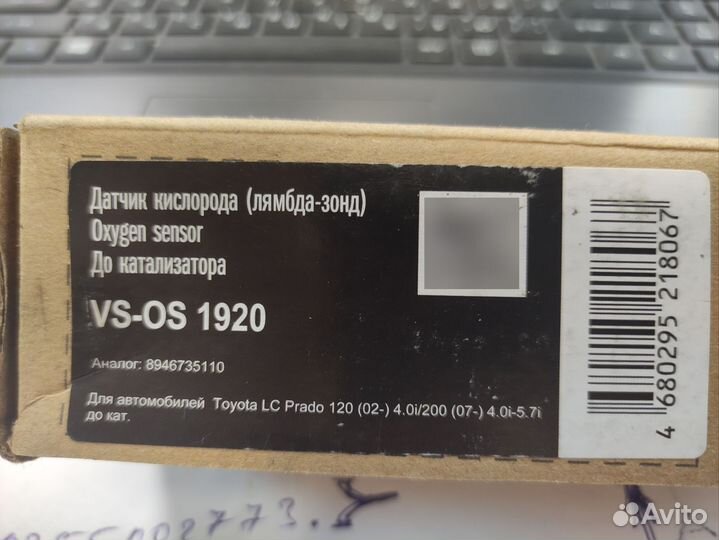 Датчик кислорода (лямбда-зонд)
Oxygen sensor
До катализатора
VS-OS 1920
Аналог: 8946735110
Для автомобилей Toyota LC Prado 120 (02-) 4.0i/200 (07-) 4.0i-5.7i
до кат.
4 680295 218067
Avito